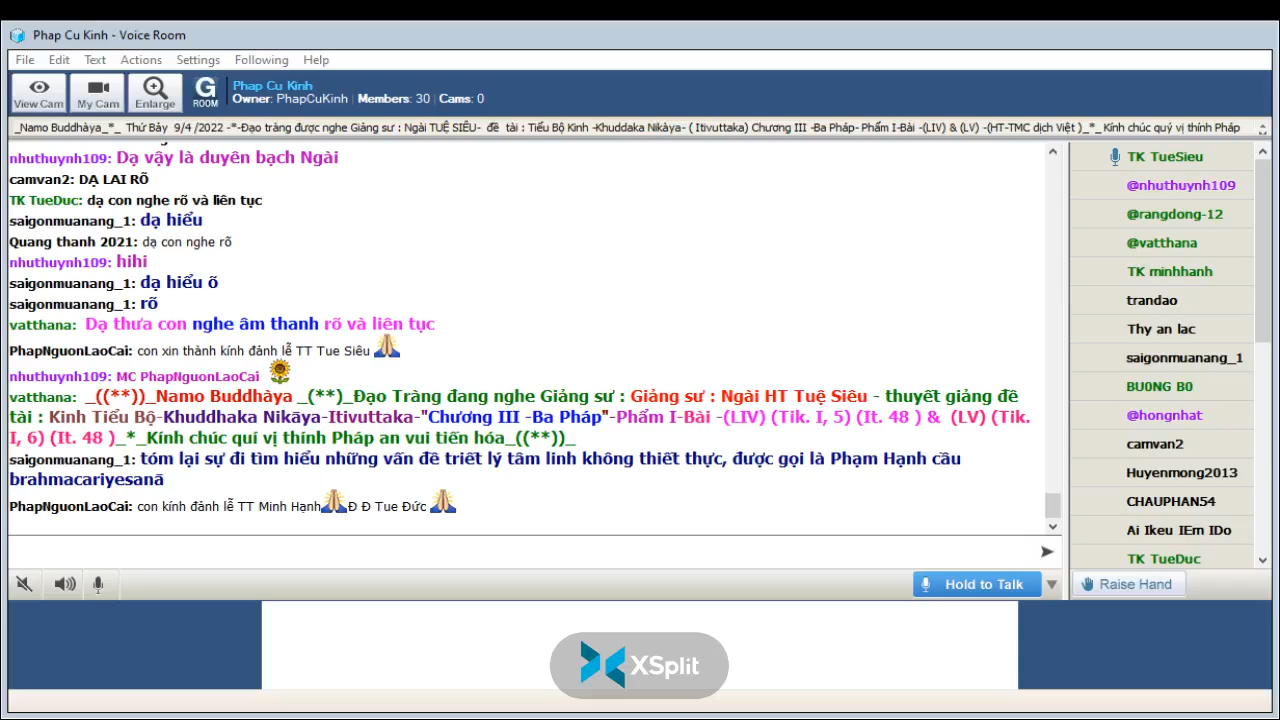 Phap Cu Kinh - Voice Room
File Edit Text Actions Settings Following Help
View Cam My Cam Enlarge G ROOM
Phap Cu Kinh
Owner: PhapCuKinh | Members: 30 | Cams: 0
_Namo Buddhàya_*_ Thứ Bảy 9/4 /2022 -*-Đạo tràng được nghe Giảng sư : Ngài TUỆ SIÊU- đề tài : Tiểu Bộ Kinh -Khuddaka Nikàya- ( Itivuttaka) Chương III -Ba Pháp- Phẩm I-Bài -(LIV) & (LV) -(HT-TMC dịch Việt )_*_ Kính chúc quý vị thính Pháp
nhuthuynh109: Dạ vậy là duyên bạch Ngài
camvan2: DẠ LAI RÕ
TK TueDuc: dạ con nghe rõ và liên tục
saigonmuanang_1: dạ hiểu
Quang thanh 2021: dạ con nghe rõ
nhuthuynh109: hihi
saigonmuanang_1: dạ hiểu õ
saigonmuanang_1: rõ
vatthana: Dạ thưa con nghe âm thanh rõ và liên tục
PhapNguonLaoCai: con xin thành kính đảnh lễ TT Tue Siêu
nhuthuynh109: MC PhapNguonLaoCai
vatthana: _((**))_Namo Buddhàya _(**)_Đạo Tràng đang nghe Giảng sư : Giảng sư : Ngài HT Tuệ Siêu - thuyết giảng đề
tài : Kinh Tiểu Bộ-Khuddhaka Nikāya-Itivuttaka-"Chương III -Ba Pháp"-Phẩm I-Bài -(LIV) (Tik. I, 5) (It. 48 ) & (LV) (Tik.
I, 6) (It. 48 )_*_Kính chúc quí vị thính Pháp an vui tiến hóa_((**))_
saigonmuanang_1: tóm lại sự đi tìm hiểu những vấn đề triết lý tâm linh không thiết thực, được gọi là Phạm Hạnh cầu
brahmacariyesanā
PhapNguonLaoCai: con kính đảnh lễ TT Minh Hạnh Đ Đ Tue Đức
TK TueSieu
@nhuthuynh109
@rangdong-12
@vatthana
TK minhhanh
trandao
Thy an lac
saigonmuanang_1
BU0NG B0
@hongnhat
camvan2
Huyenmong2013
CHAUPHAN54
Ai Ikeu IEm IDo
TK TueDuc
Hold to Talk
Raise Hand
XSplit